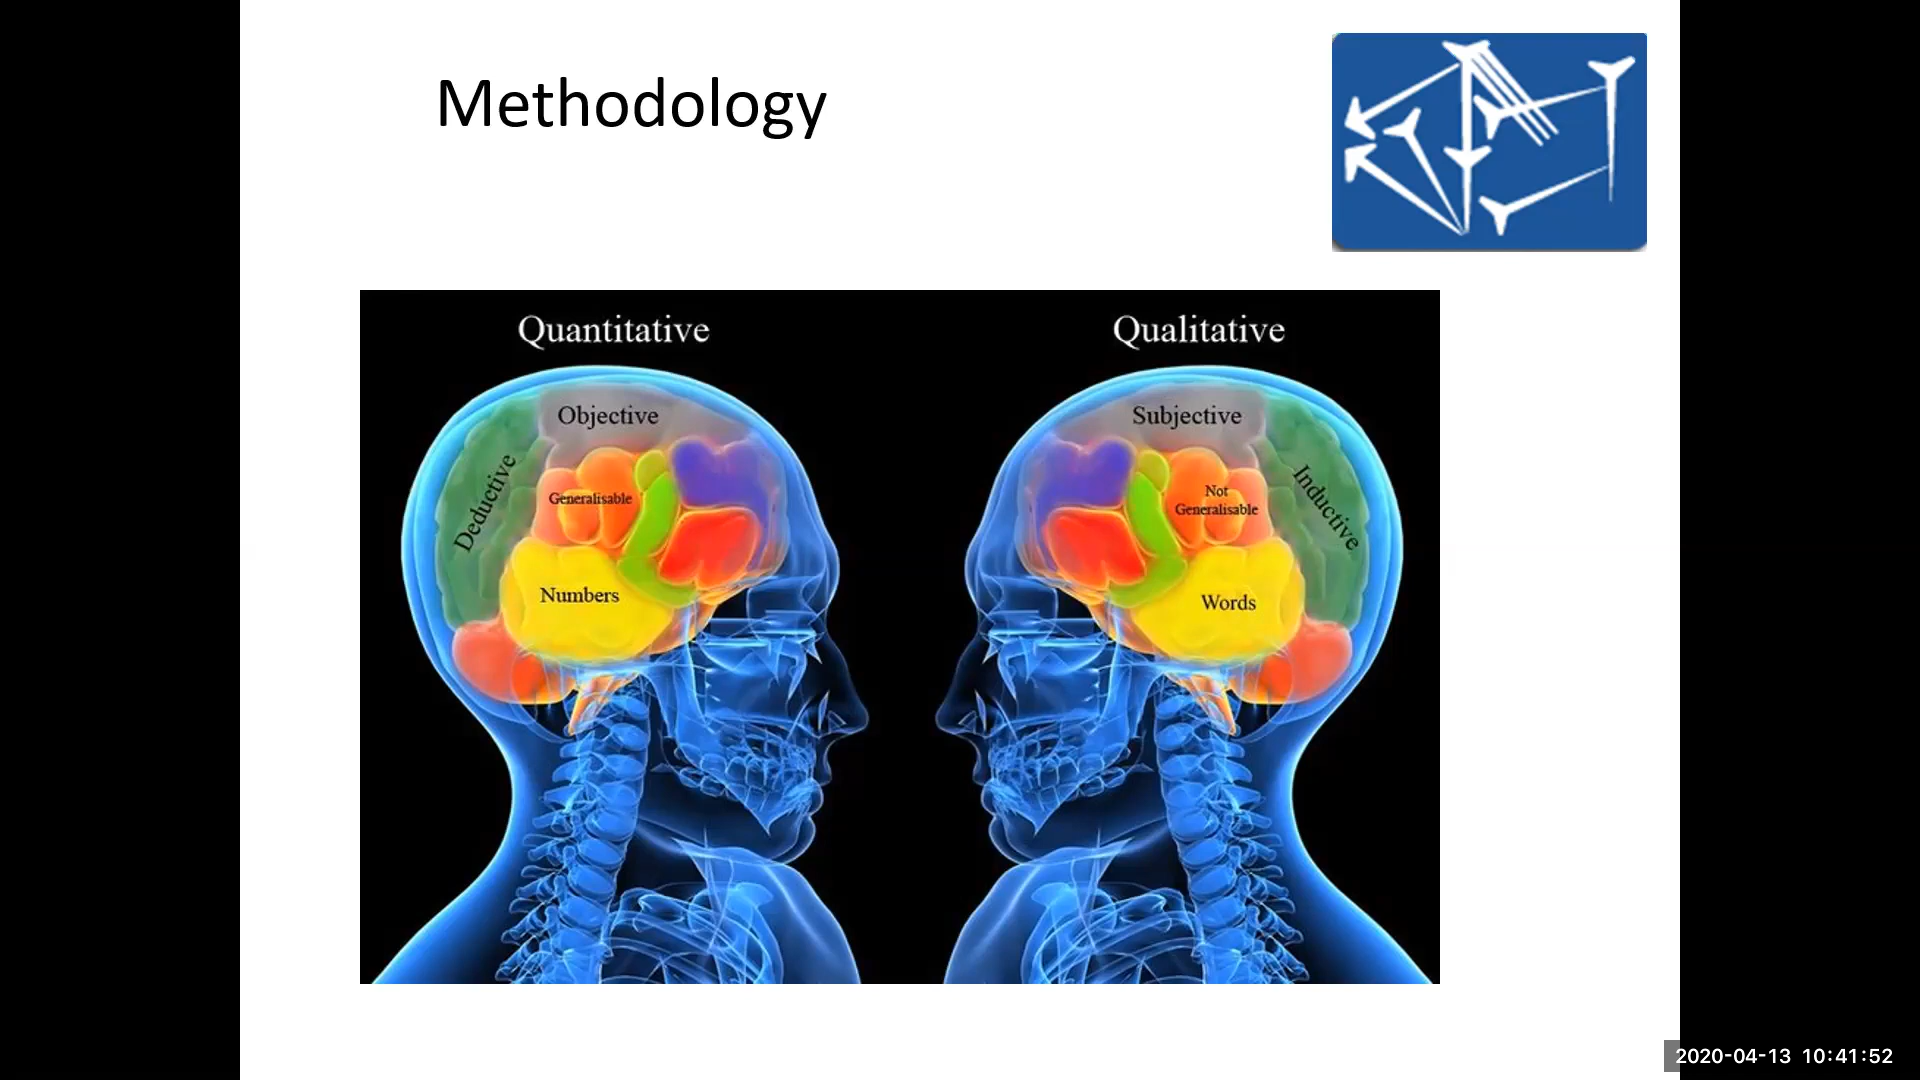 Methodology
Quantitative
Objective
Deductive
Generalisable
Numbers
Qualitative
Subjective
Inductive
Not
Generalisable
Words
2020-04-13 10:41:52